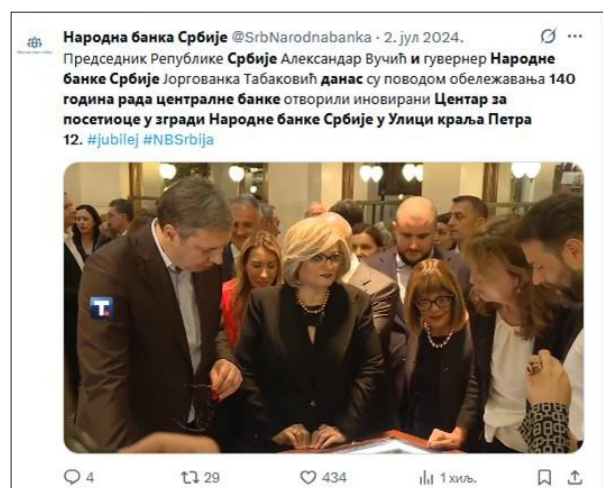 Народна банка Србије @SrbNarodnabanka · 2. јул 2024.
Председник Републике Србије Александар Вучић и гувернер Народне
банке Србије Јоргованка Табаковић данас су поводом обележавања 140
година рада централне банке отворили иновирани Центар за
посетиоце у згради Народне банке Србије у Улици краља Петра
12. #jubilej #NBSrbija
T.
4 29 434 1 хиљ.